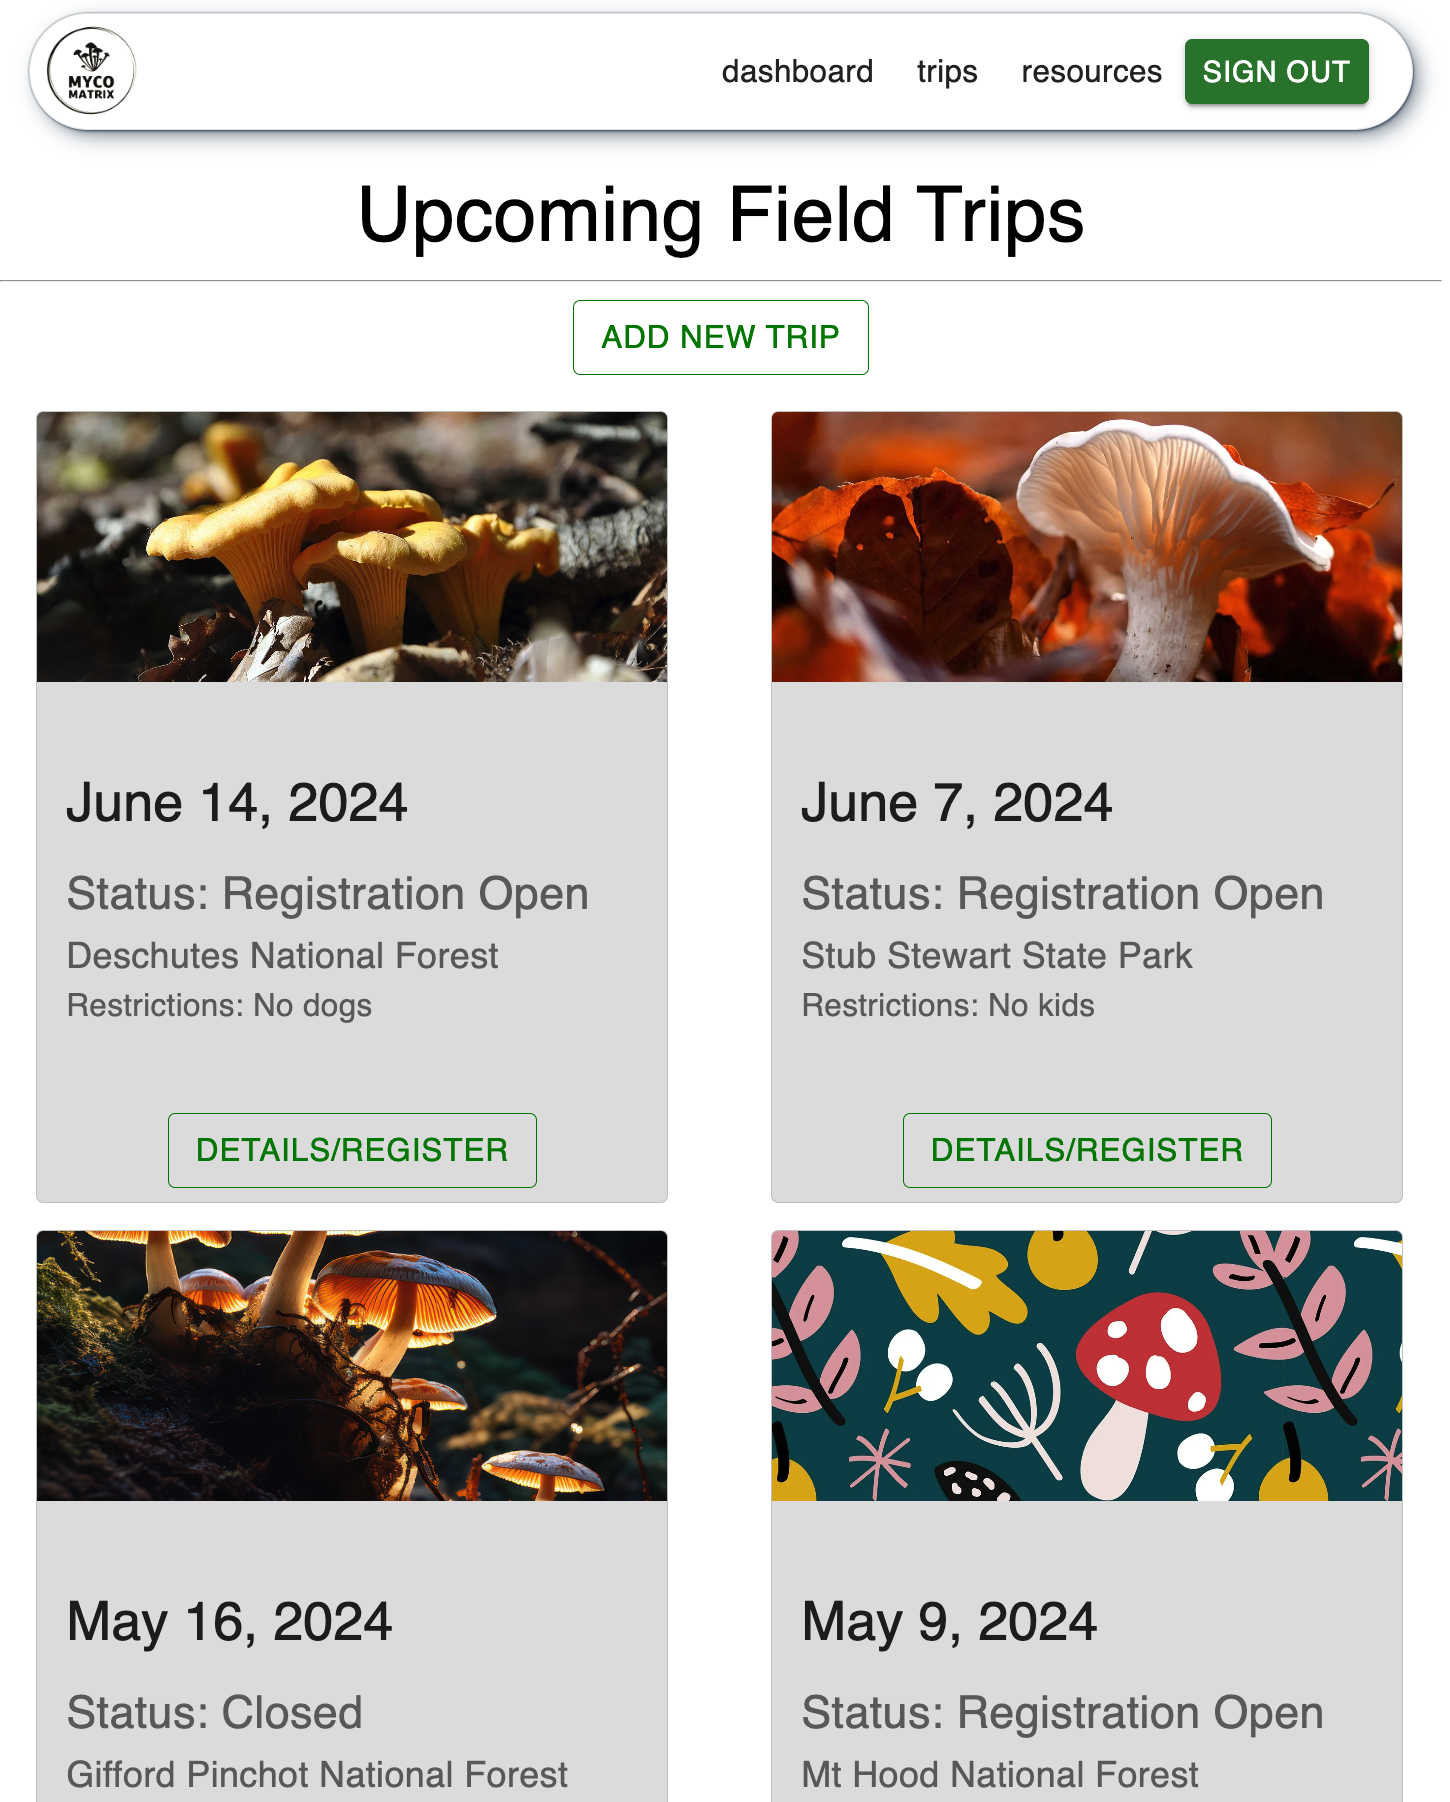 MYCO
MATRIX
dashboard trips resources SIGN OUT
Upcoming Field Trips
ADD NEW TRIP
June 14, 2024
Status: Registration Open
Deschutes National Forest
Restrictions: No dogs
DETAILS/REGISTER
June 7, 2024
Status: Registration Open
Stub Stewart State Park
Restrictions: No kids
DETAILS/REGISTER
May 16, 2024
Status: Closed
Gifford Pinchot National Forest
May 9, 2024
Status: Registration Open
Mt Hood National Forest